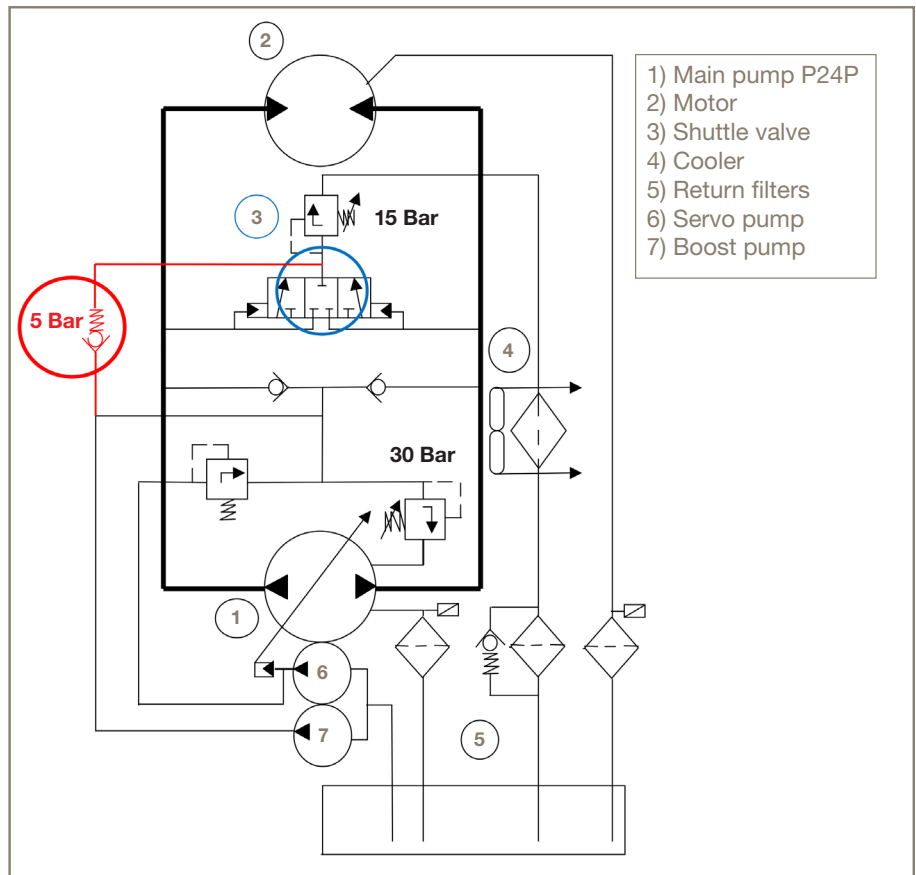 2
1) Main pump P24P
2) Motor
3) Shuttle valve
4) Cooler
5) Return filters
6) Servo pump
7) Boost pump
3
15 Bar
5 Bar
4
30 Bar
1
6
7
5